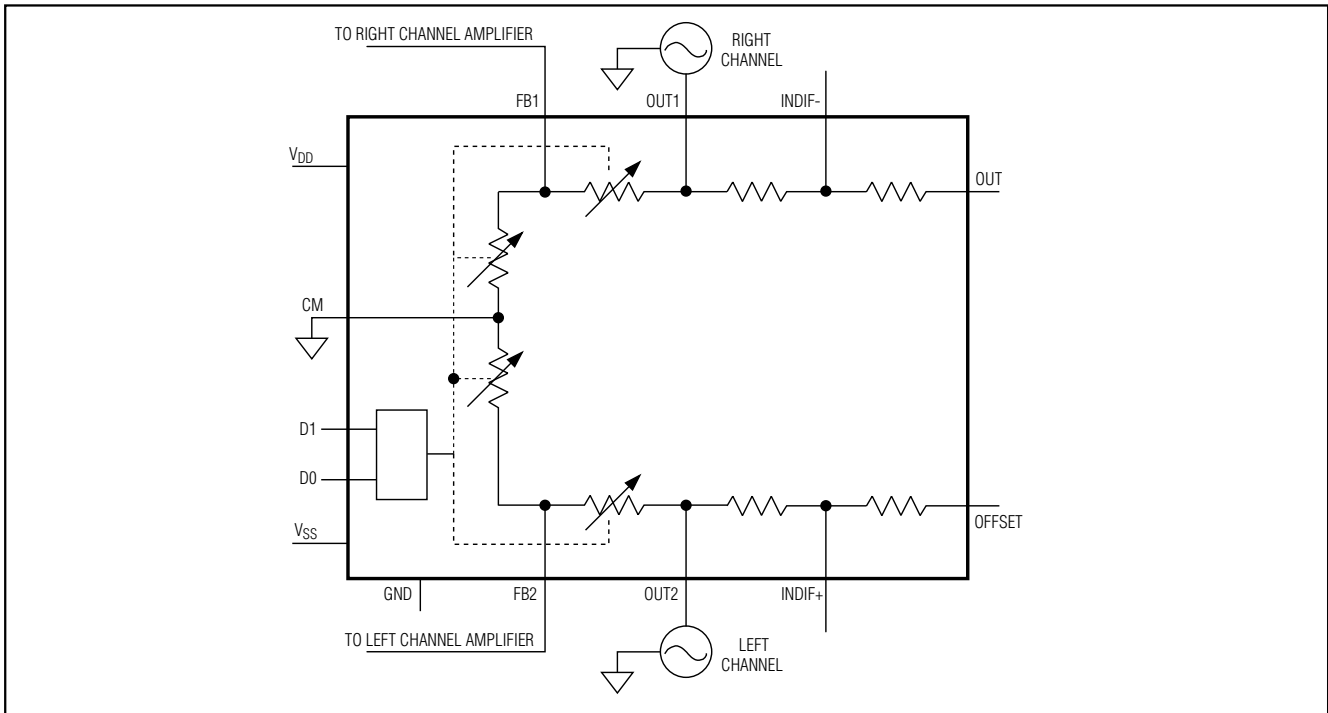 TO RIGHT CHANNEL AMPLIFIER
RIGHT
CHANNEL
FB1
OUT1
INDIF-
VDD
OUT
CM
D1
D0
VSS
OFFSET
GND
FB2
OUT2
INDIF+
TO LEFT CHANNEL AMPLIFIER
LEFT
CHANNEL